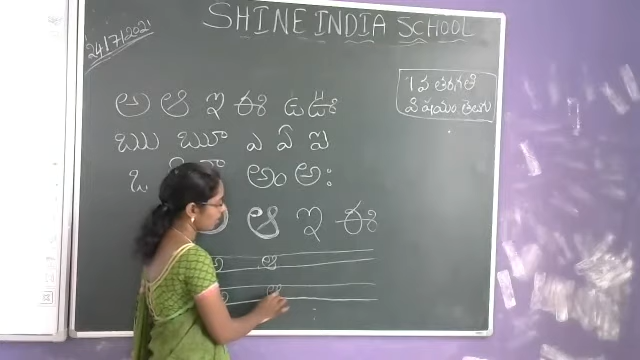 SHINE INDIA SCHOOL
24/7/2021
1వ తరగతి
విషయం తెలుగు
అ ఆ ఇ ఈ ఉ ఊ
ఋ ౠ ఎ ఏ ఐ
ఒ అం అః
ఆ ఇ ఈ
ఆ
ఆ